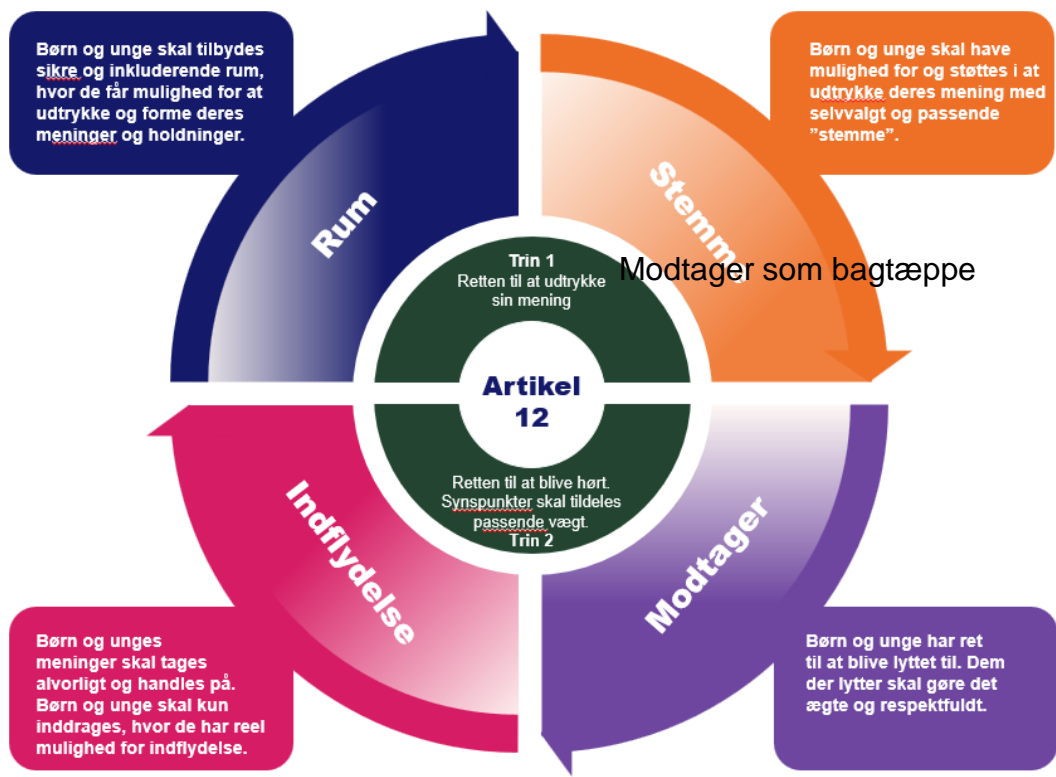 Børn og unge skal tilbydes
sikre og inkluderende rum,
hvor de får mulighed for at
udtrykke og forme deres
meninger og holdninger.
Børn og unge skal have
mulighed for og støttes i at
udtrykke deres mening med
selvvalgt og passende
”stemme”.
Rum
Stemme
Modtager som bagtæppe
Trin 1
Retten til at udtrykke
sin mening
Artikel
12
Retten til at blive hørt.
Synspunkter skal tildeles
passende vægt.
Trin 2
Indflydelse
Modtager
Børn og unges
meninger skal tages
alvorligt og handles på.
Børn og unge skal kun
inddrages, hvor de har reel
mulighed for indflydelse.
Børn og unge har ret
til at blive lyttet til. Dem
der lytter skal gøre det
ægte og respektfuldt.